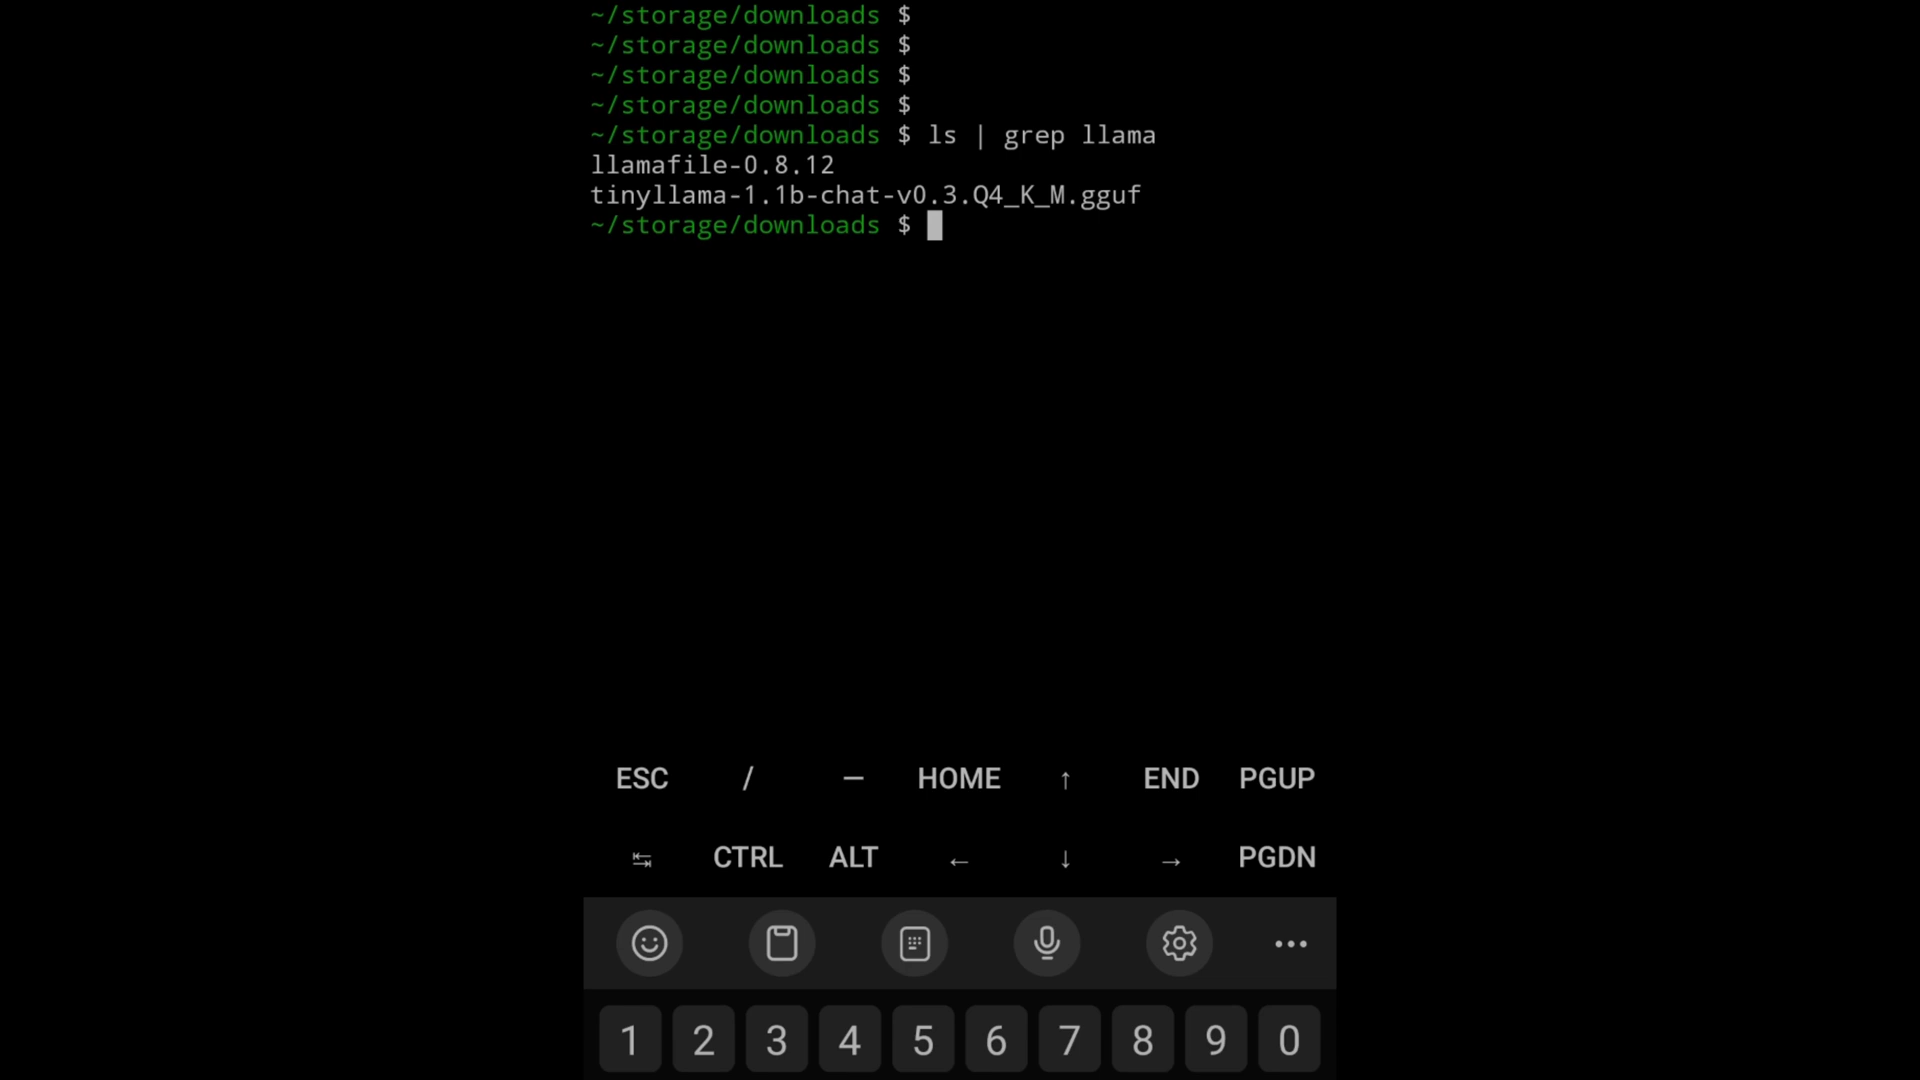 ~/storage/downloads $
~/storage/downloads $
~/storage/downloads $
~/storage/downloads $
~/storage/downloads $ ls | grep llama
llamafile-0.8.12
tinyllama-1.1b-chat-v0.3.Q4_K_M.gguf
~/storage/downloads $
ESC / — HOME ↑ END PGUP
⇆ CTRL ALT ← ↓ → PGDN
1 2 3 4 5 6 7 8 9 0